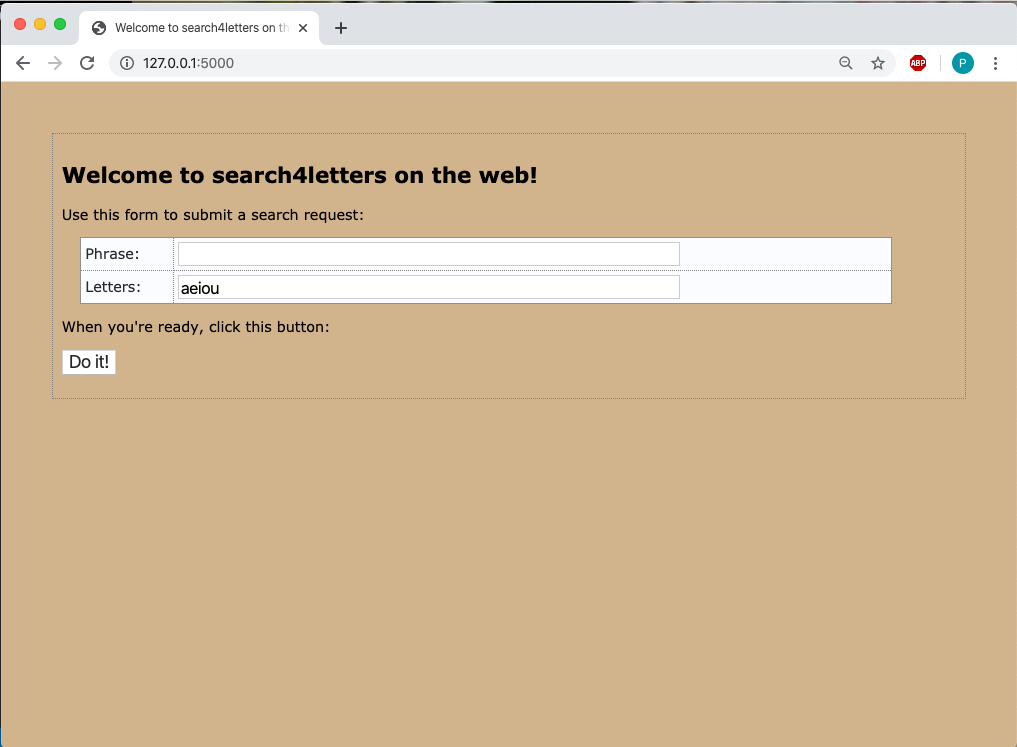 Welcome to search4letters on th
127.0.0.1:5000
ABP
P
Welcome to search4letters on the web!
Use this form to submit a search request:
Phrase:
Letters: aeiou
When you're ready, click this button:
Do it!